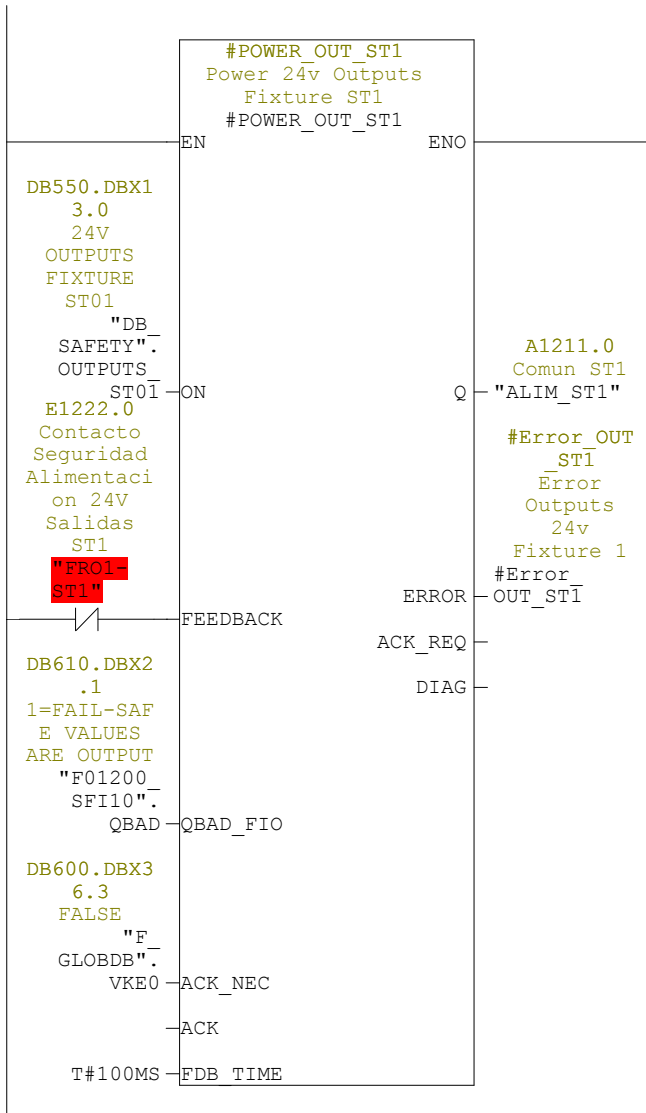 #POWER_OUT_ST1
Power 24v Outputs
Fixture ST1
#POWER_OUT_ST1
EN
ENO
DB550.DBX1
3.0
24V
OUTPUTS
FIXTURE
ST01
"DB_
SAFETY".
OUTPUTS_
ST01
ON
A1211.0
Comun ST1
"ALIM_ST1"
Q
E1222.0
Contacto
Seguridad
Alimentaci
on 24V
Salidas
ST1
"FRO1-
ST1"
FEEDBACK
#Error_OUT
_ST1
Error
Outputs
24v
Fixture 1
#Error_
OUT_ST1
ERROR
ACK_REQ
DIAG
DB610.DBX2
.1
1=FAIL-SAF
E VALUES
ARE OUTPUT
"F01200_
SFI10".
QBAD
QBAD_FIO
DB600.DBX3
6.3
FALSE
"F_
GLOBDB".
VKE0
ACK_NEC
ACK
T#100MS
FDB_TIME